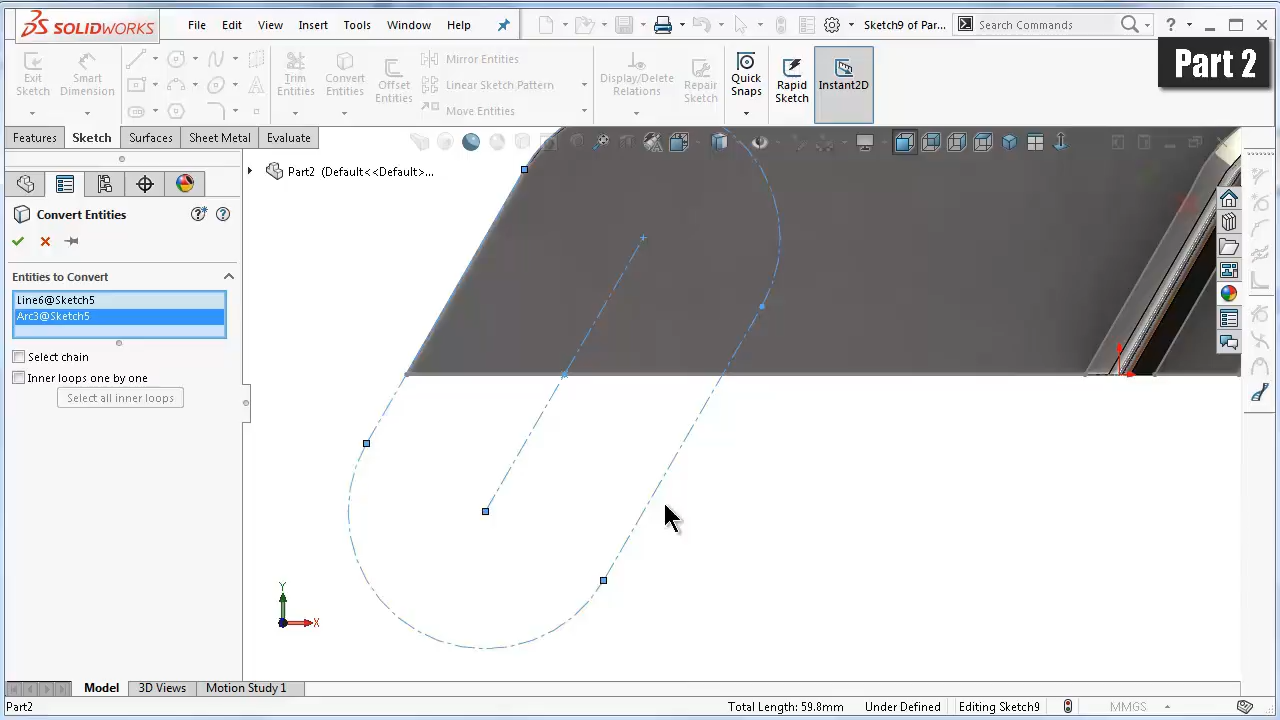 SOLIDWORKS
File Edit View Insert Tools Window Help
Sketch9 of Par...
Search Commands
Part 2
Exit Sketch
Smart Dimension
Trim Entities
Convert Entities
Offset Entities
Mirror Entities
Linear Sketch Pattern
Move Entities
Display/Delete Relations
Repair Sketch
Quick Snaps
Rapid Sketch
Instant2D
Features Sketch Surfaces Sheet Metal Evaluate
Part2 (Default<<Default>...
Convert Entities
Entities to Convert
Line6@Sketch5
Arc3@Sketch5
Select chain
Inner loops one by one
Select all inner loops
Y
X
Model 3D Views Motion Study 1
Part2 Total Length: 59.8mm Under Defined Editing Sketch9 MMGS